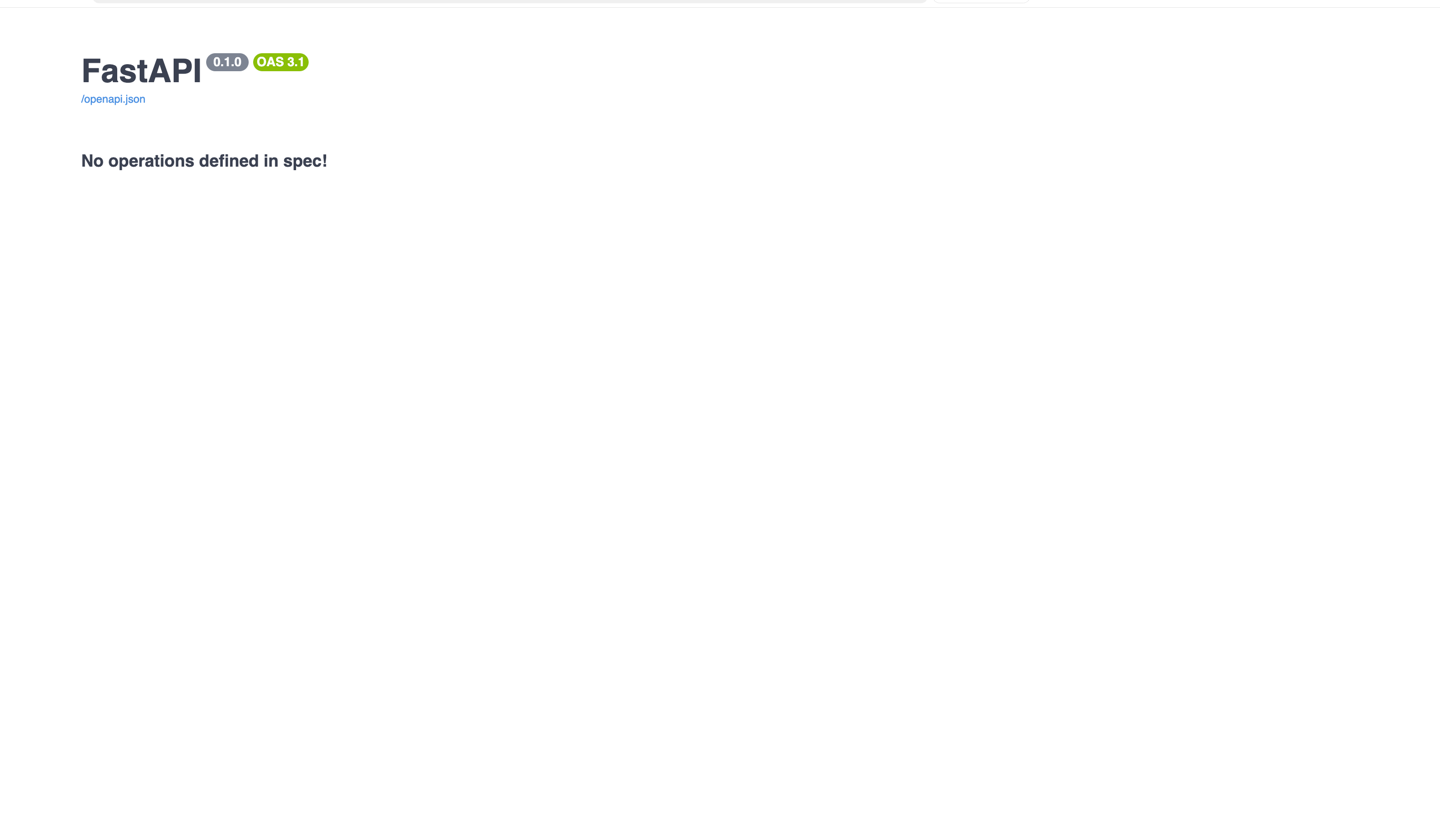 FastAPI 0.1.0 OAS 3.1
/openapi.json
No operations defined in spec!